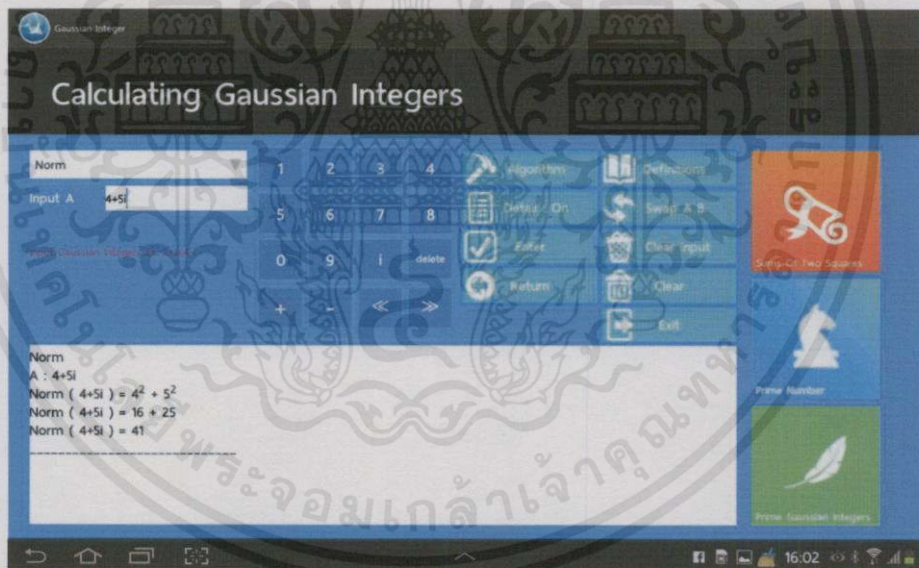 Gaussian Integer
Calculating Gaussian Integers
Norm
Input A 4+5i
1 2 3 4
5 6 7 8
0 9 i delete
+ - ≪ ≫
Algorithm Definitions
Detail : On Swap A B
Enter Clear Input
Return Clear
Exit
Sums Of Two Squares
Prime Number
Prime Gaussian Integers
Norm
A : 4+5i
Norm ( 4+5i ) = 4² + 5²
Norm ( 4+5i ) = 16 + 25
Norm ( 4+5i ) = 41
----------------------------------------
16:02